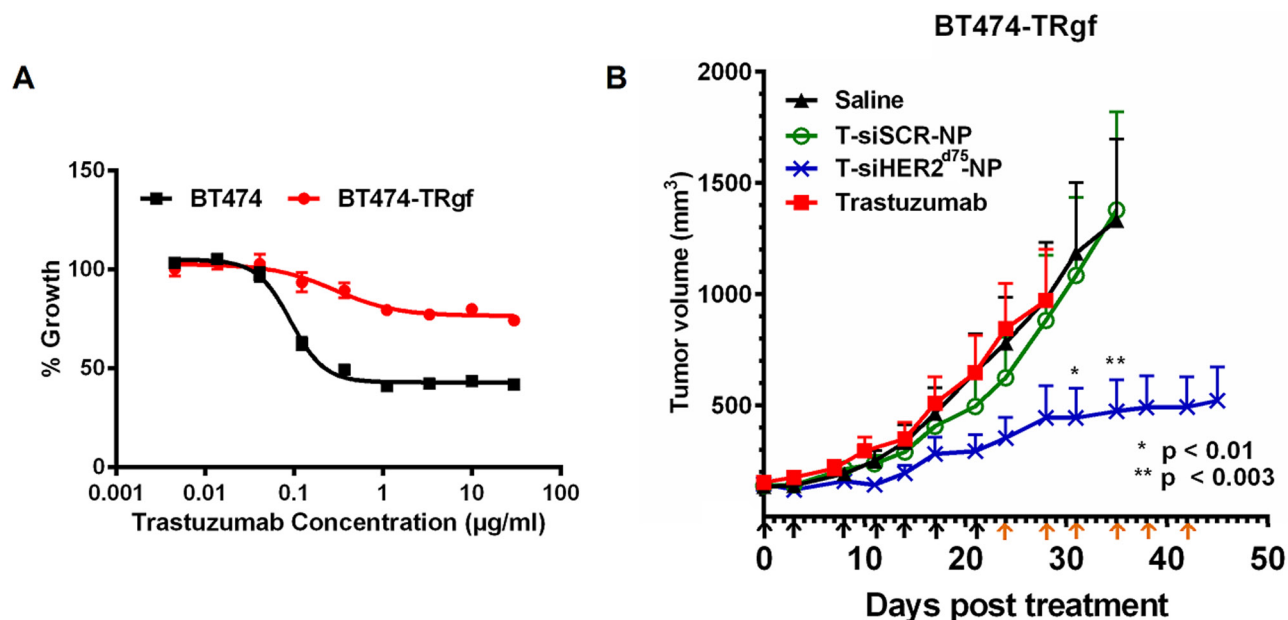 A
150
100
50
0
% Growth
BT474
BT474-TRgf
0.001
0.01
0.1
1
10
100
Trastuzumab Concentration (µg/ml)
B
BT474-TRgf
2000
1500
1000
500
Tumor volume (mm³)
Saline
T-siSCR-NP
T-siHER2ᵈ⁷⁵-NP
Trastuzumab
*
**
* p < 0.01
** p < 0.003
0
10
20
30
40
50
Days post treatment